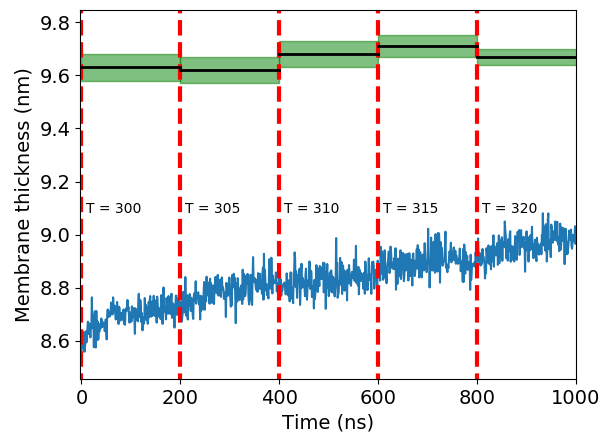 9.8
9.6
9.4
9.2
9.0
8.8
8.6
Membrane thickness (nm)
T = 300
T = 305
T = 310
T = 315
T = 320
0
200
400
600
800
1000
Time (ns)